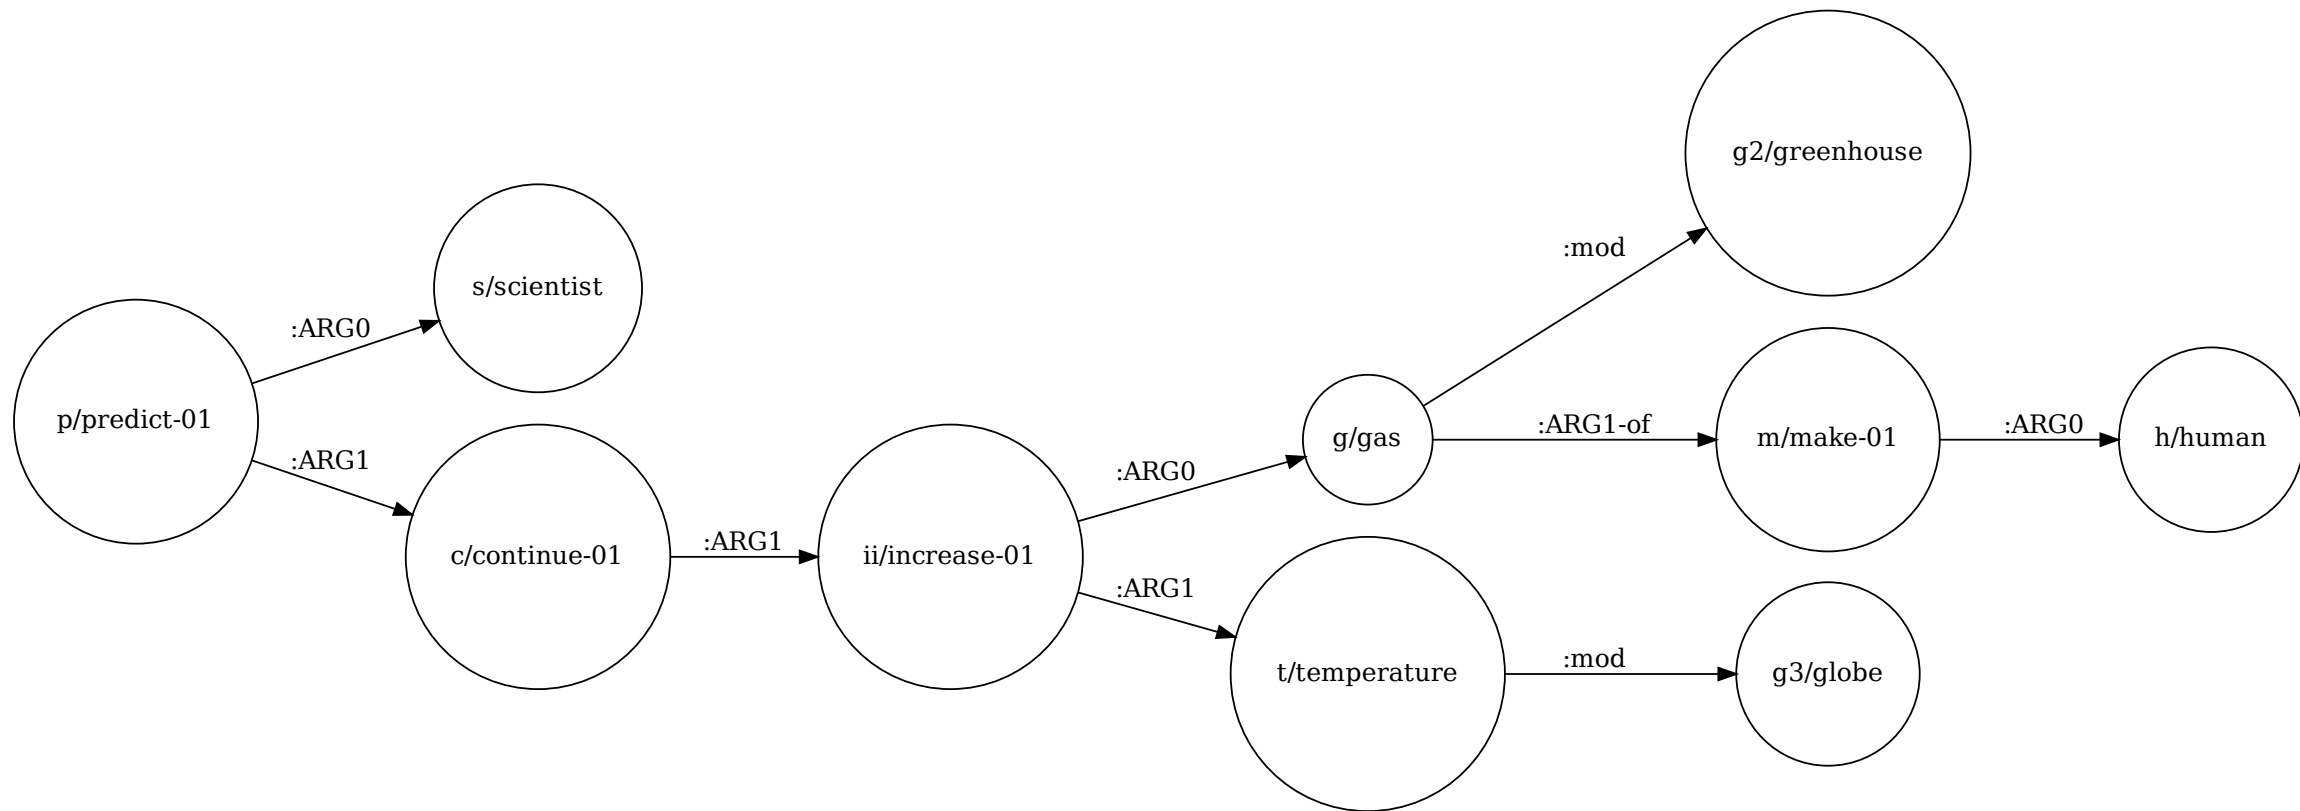 g2/greenhouse
:mod
s/scientist
:ARG0
p/predict-01
:ARG1
:ARG1-of
g/gas
m/make-01
:ARG0
h/human
:ARG0
c/continue-01
:ARG1
ii/increase-01
:ARG1
t/temperature
:mod
g3/globe